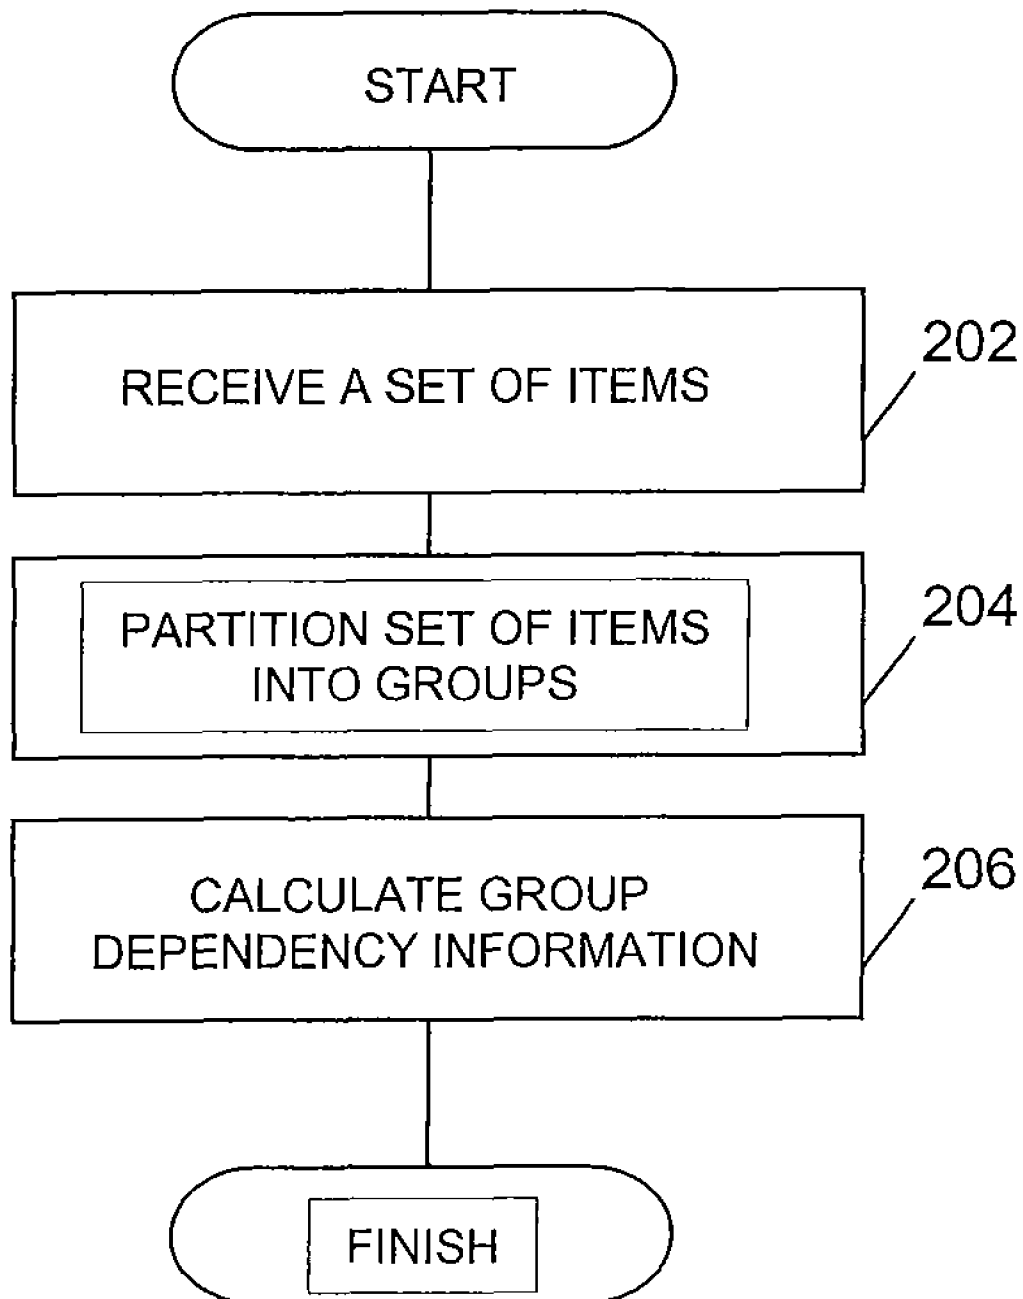 START
RECEIVE A SET OF ITEMS
202
PARTITION SET OF ITEMS
INTO GROUPS
204
CALCULATE GROUP
DEPENDENCY INFORMATION
206
FINISH